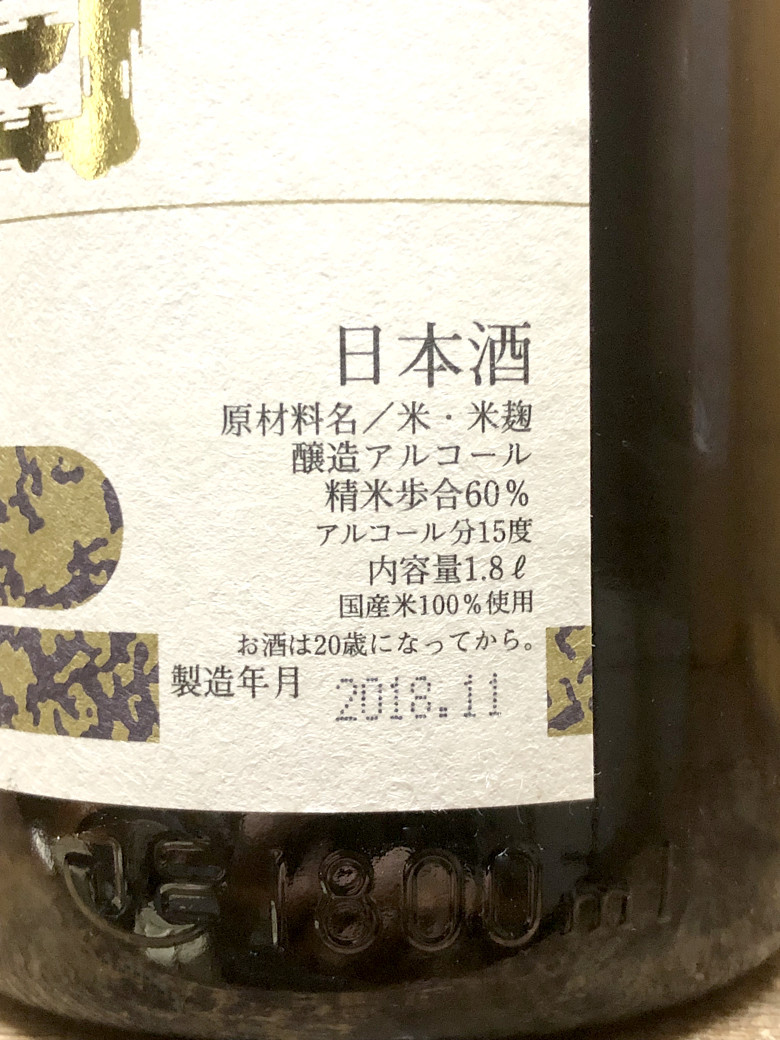 日本酒
原材料名／米・米麹
醸造アルコール
精米歩合60%
アルコール分15度
内容量1.8ℓ
国産米100%使用
お酒は20歳になってから。
製造年月 2018.11
1800ml